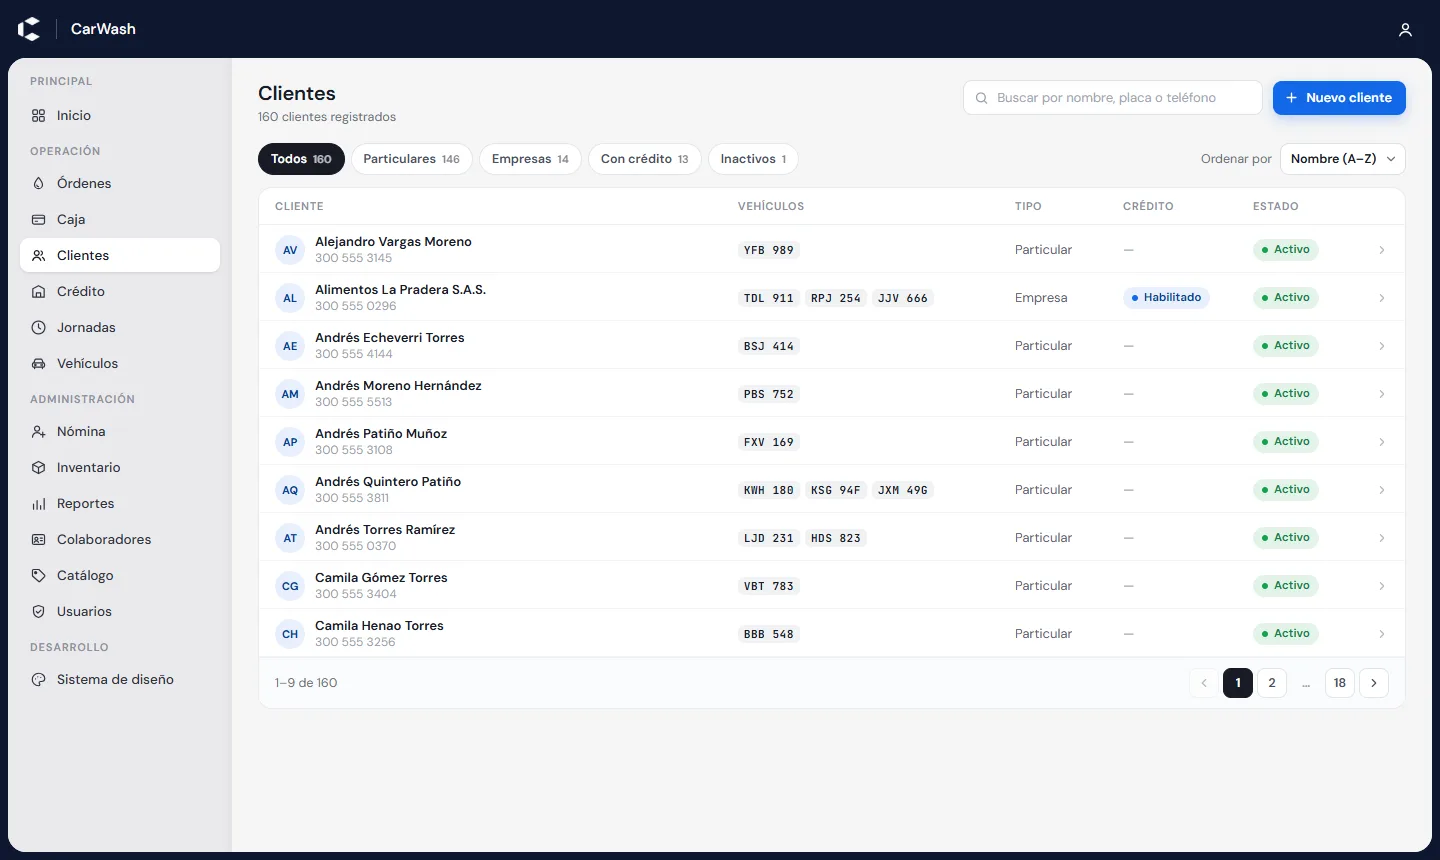 CarWash
PRINCIPAL
Inicio
OPERACIÓN
Órdenes
Caja
Clientes
Crédito
Jornadas
Vehículos
ADMINISTRACIÓN
Nómina
Inventario
Reportes
Colaboradores
Catálogo
Usuarios
DESARROLLO
Sistema de diseño
Clientes
160 clientes registrados
Buscar por nombre, placa o teléfono
Nuevo cliente
Todos 160 Particulares 146 Empresas 14 Con crédito 13 Inactivos 1
Ordenar por Nombre (A–Z)
CLIENTE VEHÍCULOS TIPO CRÉDITO ESTADO
AV Alejandro Vargas Moreno YFB 989 Particular — Activo
300 555 3145
AL Alimentos La Pradera S.A.S. TDL 911 RPJ 254 JJV 666 Empresa Habilitado Activo
300 555 0296
AE Andrés Echeverri Torres BSJ 414 Particular — Activo
300 555 4144
AM Andrés Moreno Hernández PBS 752 Particular — Activo
300 555 5513
AP Andrés Patiño Muñoz FXV 169 Particular — Activo
300 555 3108
AQ Andrés Quintero Patiño KWH 180 KSG 94F JXM 49G Particular — Activo
300 555 3811
AT Andrés Torres Ramírez LJD 231 HDS 823 Particular — Activo
300 555 0370
CG Camila Gómez Torres VBT 783 Particular — Activo
300 555 3404
CH Camila Henao Torres BBB 548 Particular — Activo
300 555 3256
1–9 de 160
1 2 ... 18